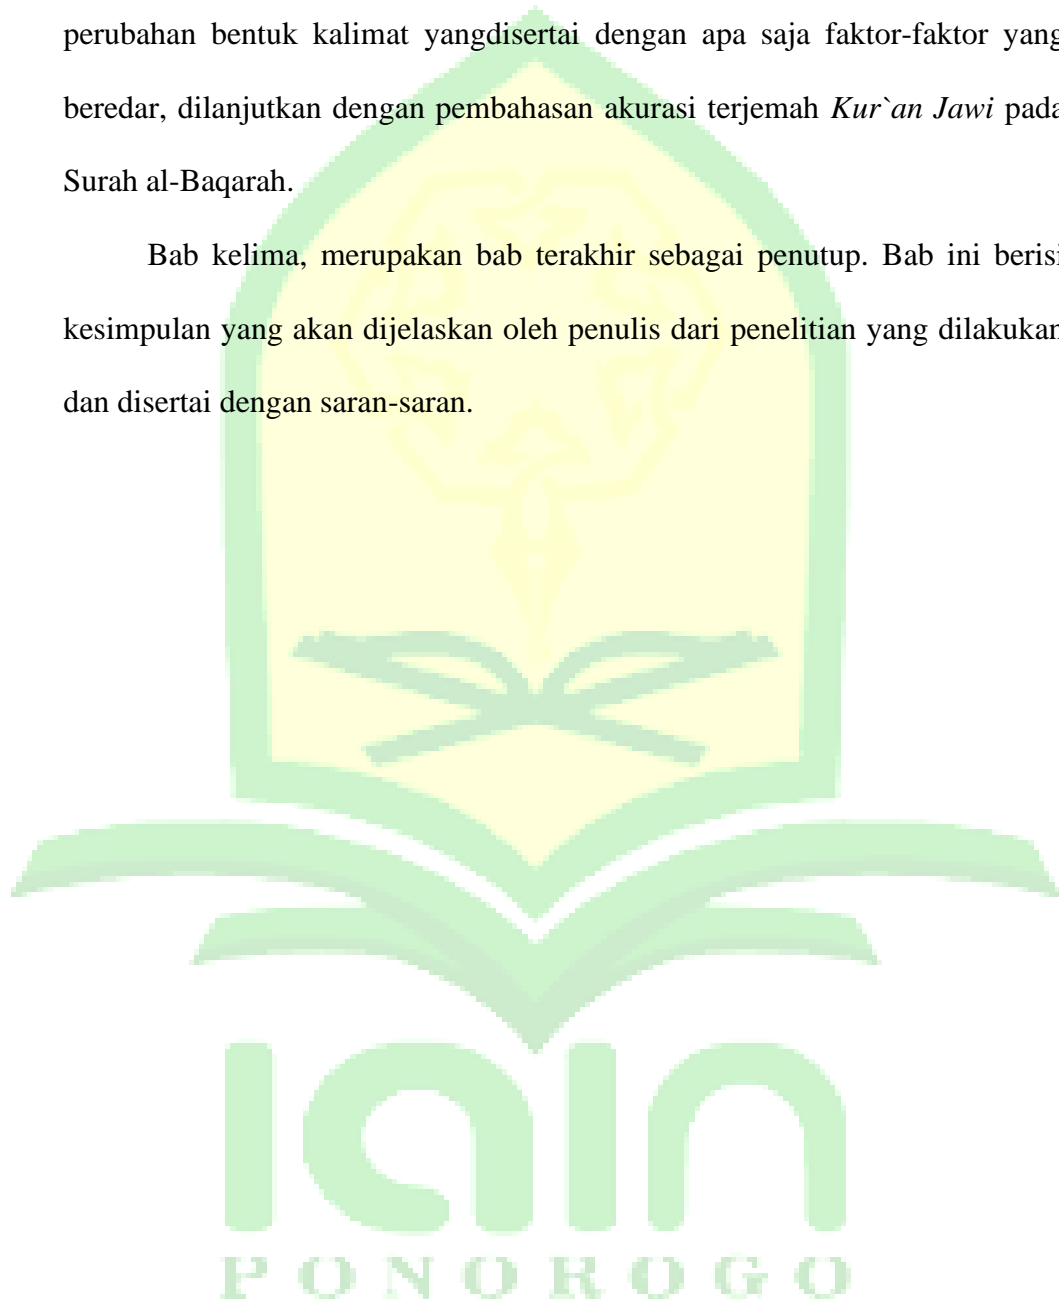 perubahan bentuk kalimat yangdisertai dengan apa saja faktor-faktor yang
beredar, dilanjutkan dengan pembahasan akurasi terjemah Kur`an Jawi pada
Surah al-Baqarah.
Bab kelima, merupakan bab terakhir sebagai penutup. Bab ini berisi
kesimpulan yang akan dijelaskan oleh penulis dari penelitian yang dilakukan
dan disertai dengan saran-saran.
iain
PONOROGO